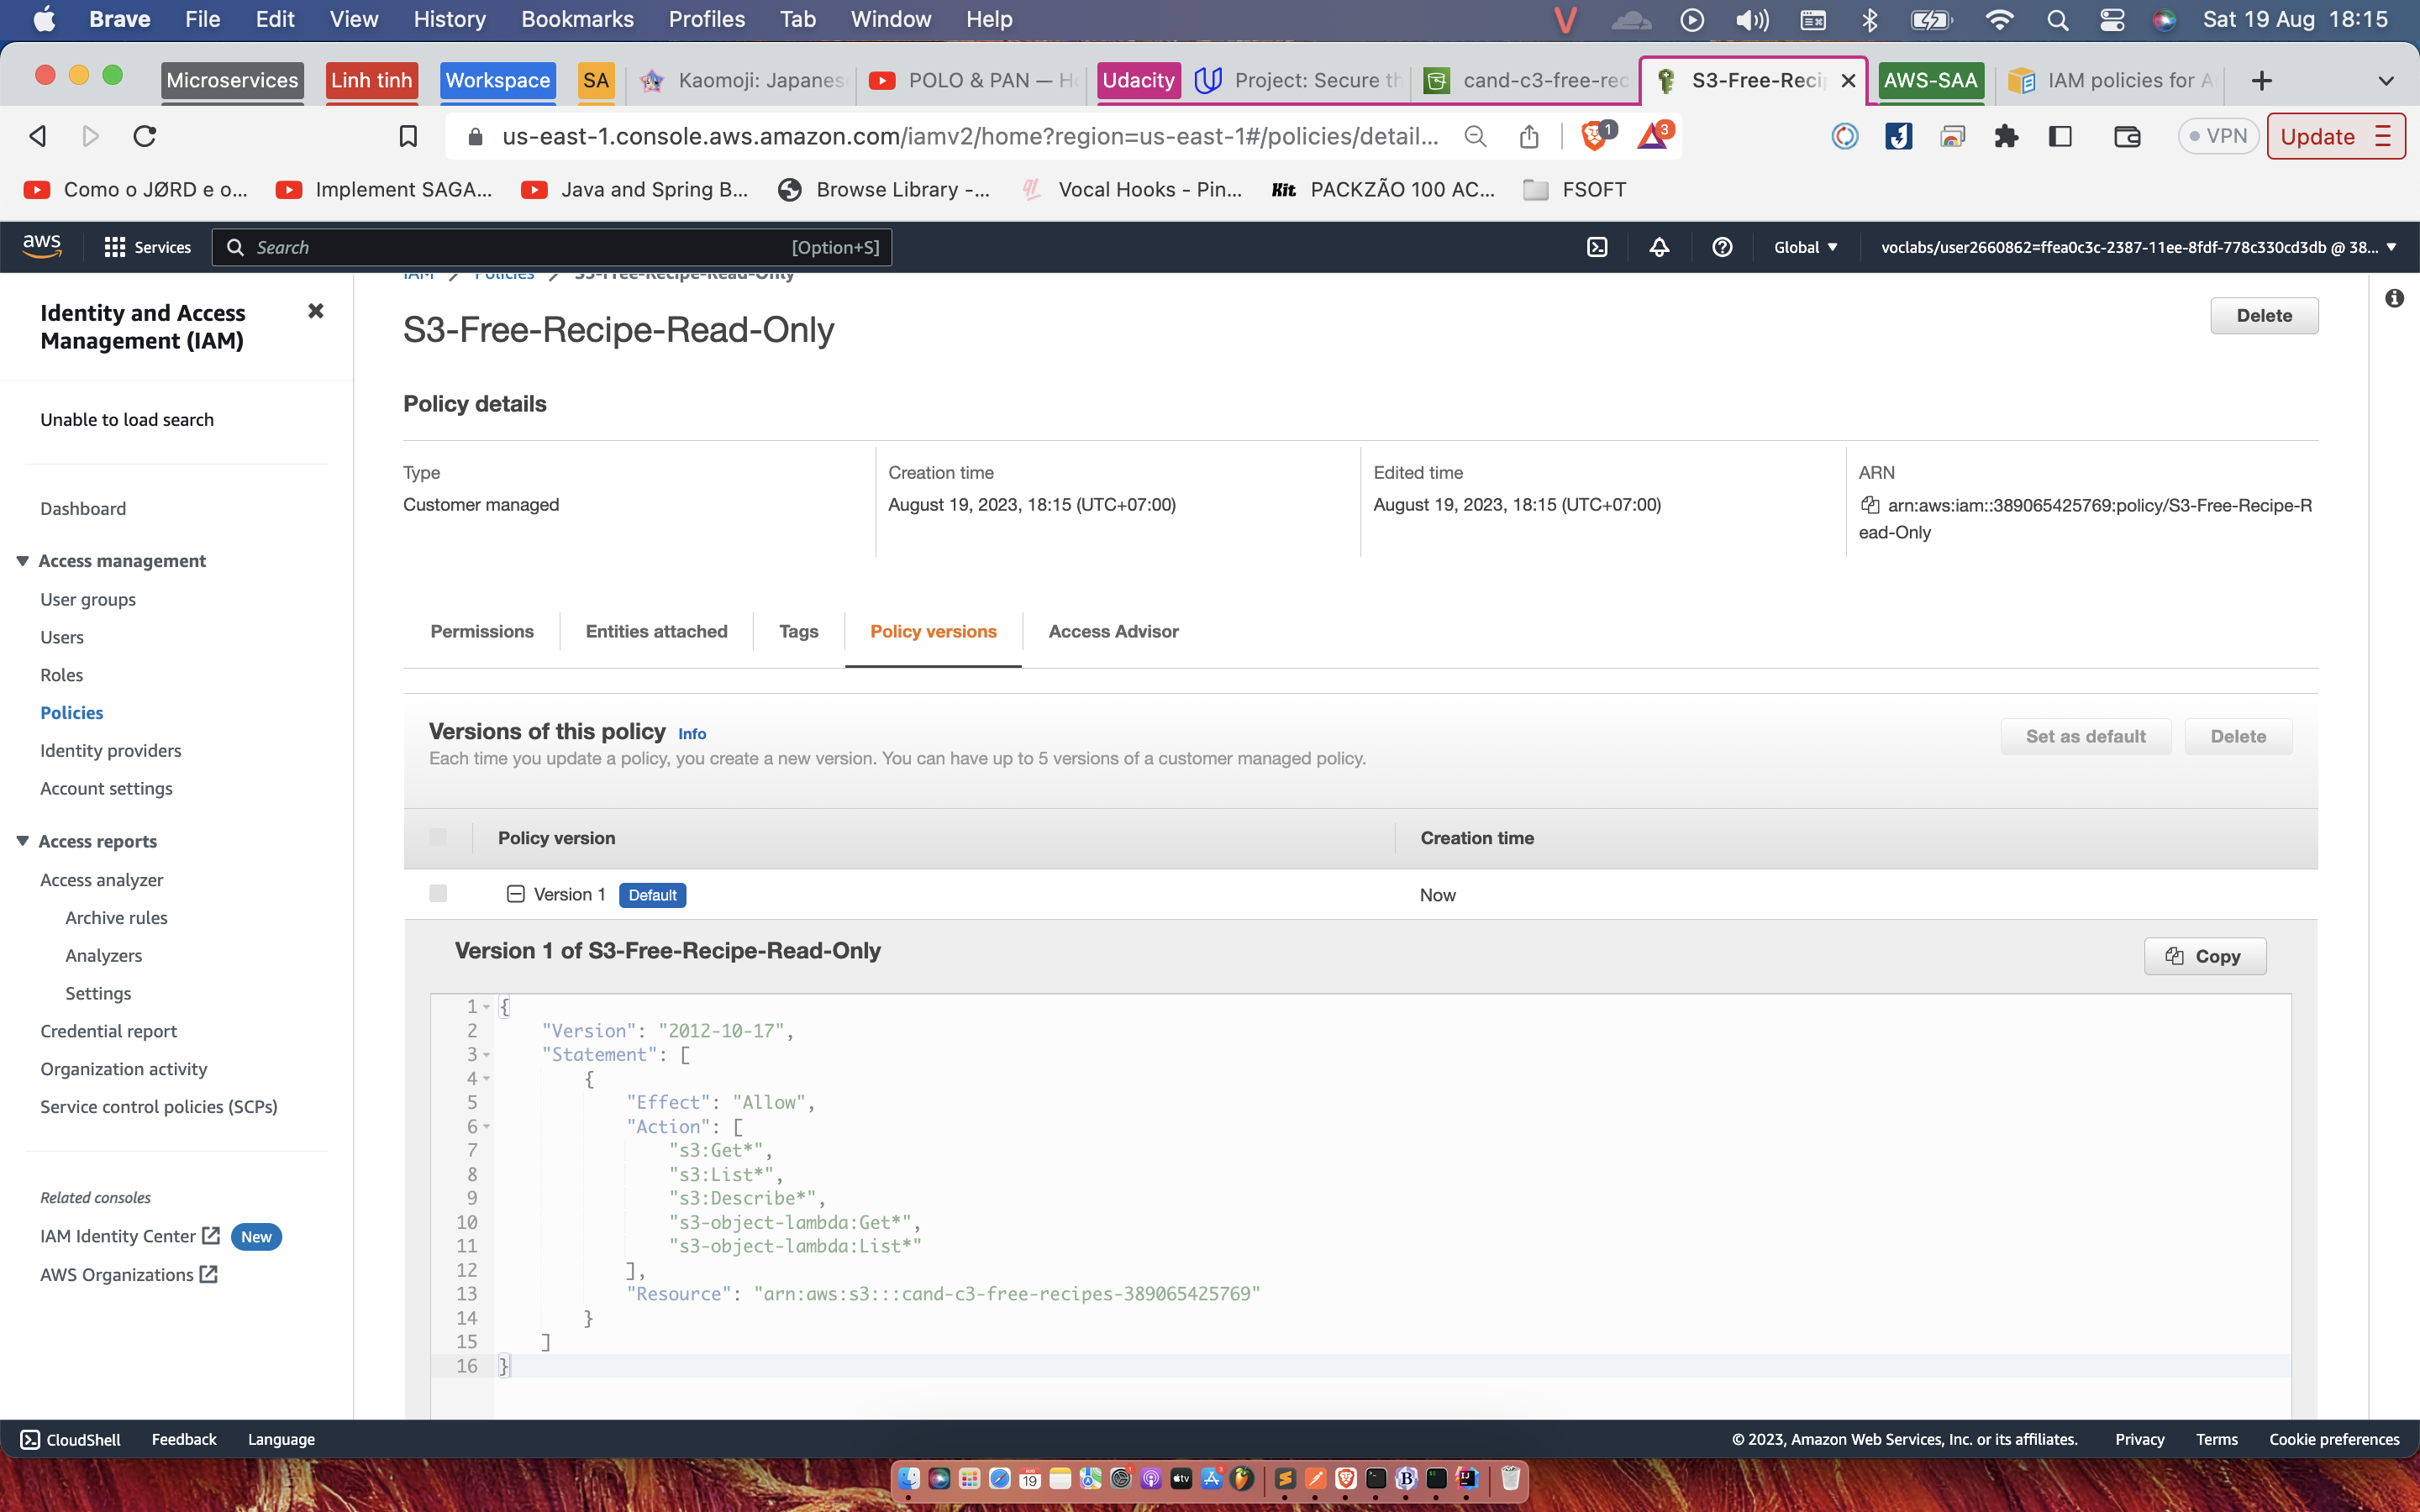 Brave File Edit View History Bookmarks Profiles Tab Window Help Sat 19 Aug 18:15
Microservices Linh tinh Workspace SA Kaomoji: Japanes POLO & PAN — H Udacity Project: Secure th cand-c3-free-rec S3-Free-Reci AWS-SAA IAM policies for A
us-east-1.console.aws.amazon.com/iamv2/home?region=us-east-1#/policies/detail... 1 3 VPN Update
Como o JØRD e o... Implement SAGA... Java and Spring B... Browse Library -... Vocal Hooks - Pin... Kit PACKZÃO 100 AC... FSOFT
aws Services Search [Option+S] Global voclabs/user2660862=ffea0c3c-2387-11ee-8fdf-778c330cd3db @ 38...
IAM Policies S3-Free-Recipe-Read-Only
Identity and Access
Management (IAM)
Unable to load search
Dashboard
Access management
User groups
Users
Roles
Policies
Identity providers
Account settings
Access reports
Access analyzer
Archive rules
Analyzers
Settings
Credential report
Organization activity
Service control policies (SCPs)
Related consoles
IAM Identity Center New
AWS Organizations
S3-Free-Recipe-Read-Only
Delete
Policy details
Type
Customer managed
Creation time
August 19, 2023, 18:15 (UTC+07:00)
Edited time
August 19, 2023, 18:15 (UTC+07:00)
ARN
arn:aws:iam::389065425769:policy/S3-Free-Recipe-R
ead-Only
Permissions Entities attached Tags Policy versions Access Advisor
Versions of this policy Info
Each time you update a policy, you create a new version. You can have up to 5 versions of a customer managed policy.
Set as default Delete
Policy version Creation time
Version 1 Default Now
Version 1 of S3-Free-Recipe-Read-Only
Copy
1 {
2 "Version": "2012-10-17",
3 "Statement": [
4 {
5 "Effect": "Allow",
6 "Action": [
7 "s3:Get*",
8 "s3:List*",
9 "s3:Describe*",
10 "s3-object-lambda:Get*",
11 "s3-object-lambda:List*"
12 ],
13 "Resource": "arn:aws:s3:::cand-c3-free-recipes-389065425769"
14 }
15 ]
16 }
CloudShell Feedback Language © 2023, Amazon Web Services, Inc. or its affiliates. Privacy Terms Cookie preferences
19 tv